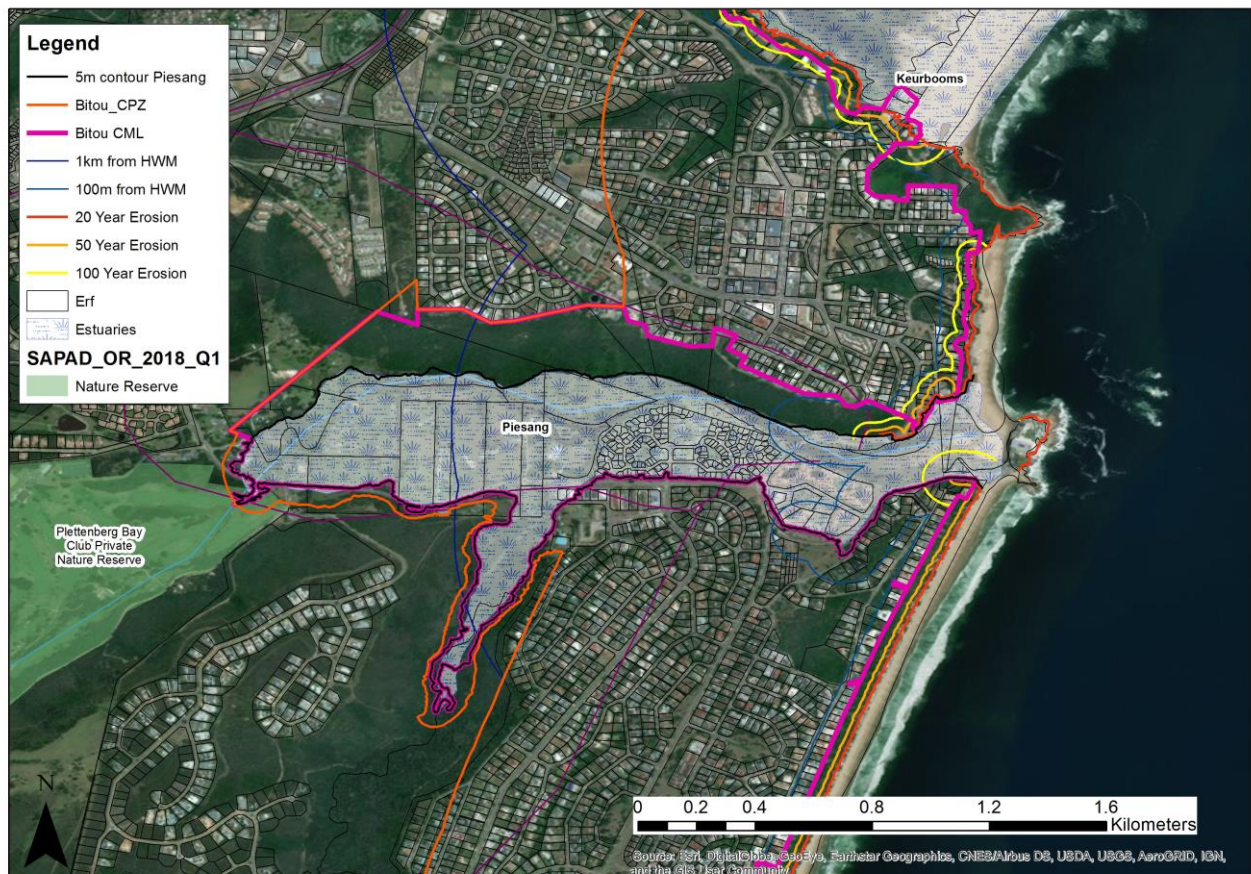 Legend
5m contour Piesang
Bitou_CPZ
Bitou CML
1km from HWM
100m from HWM
20 Year Erosion
50 Year Erosion
100 Year Erosion
Erf
Estuaries
SAPAD_OR_2018_Q1
Nature Reserve
Keurbooms
Piesang
Plettenberg Bay
Club Private
Nature Reserve
N
0 0.2 0.4 0.8 1.2 1.6
Kilometers
Source: Esri, DigitalGlobe, GeoEye, Earthstar Geographics, CNES/Airbus DS, USDA, USGS, AeroGRID, IGN,
and the GIS User Community